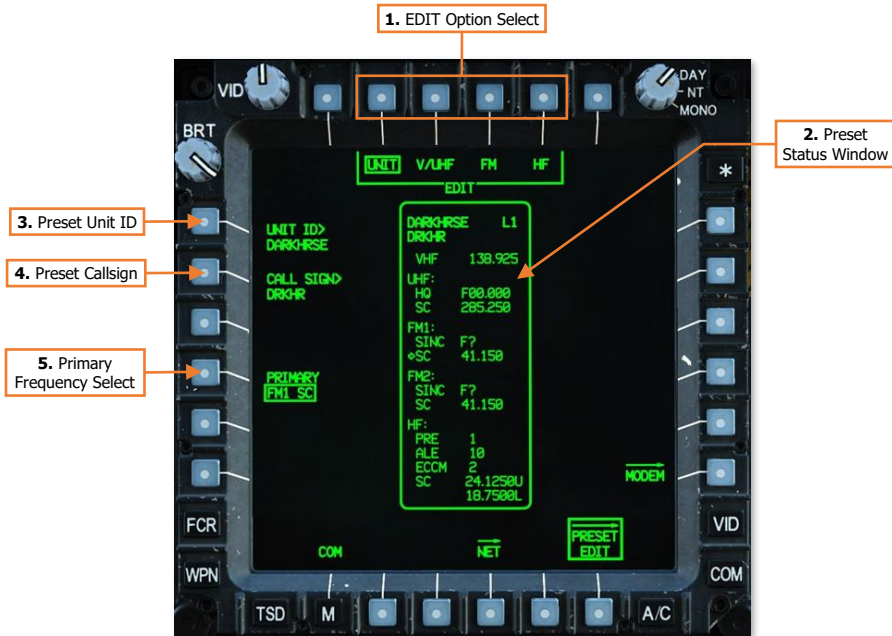 1. EDIT Option Select
VID
DAY
NT
MONO
BRT
2. Preset
Status Window
*
UNIT V/UHF FM HF
EDIT
3. Preset Unit ID
UNIT ID>
DARKHRSE
4. Preset Callsign
CALL SIGN>
DRKHR
DARKHRSE L1
DRKHR
VHF 138.925
UHF:
HQ F00.000
SC 285.250
FM1:
SINC F?
⋄SC 41.150
FM2:
SINC F?
SC 41.150
HF:
PRE 1
ALE 10
ECCM 2
SC 24.1250U
18.7500L
5. Primary
Frequency Select
PRIMARY
FM1 SC
MODEM
FCR
VID
COM
NET
PRESET
EDIT
WPN
COM
TSD
M
A/C